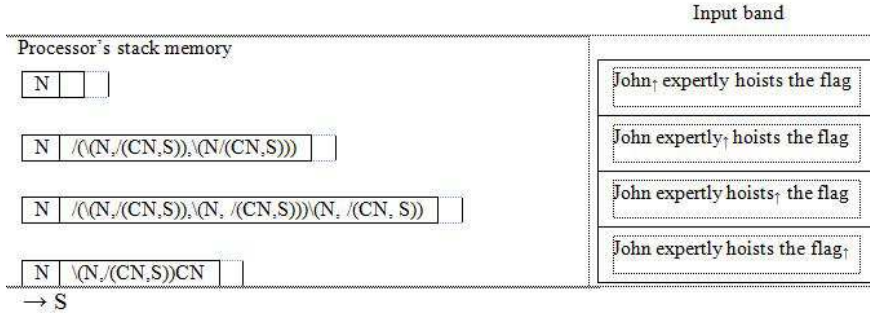 Input band
Processor's stack memory
N
John↑ expertly hoists the flag
N /(\(N,/(CN,S)),\(N/(CN,S)))
John expertly↑ hoists the flag
N /(\(N,/(CN,S)),\(N, /(CN,S)))\(N, /(CN, S))
John expertly hoists↑ the flag
N \(N,/(CN,S))CN
John expertly hoists the flag↑
→ S